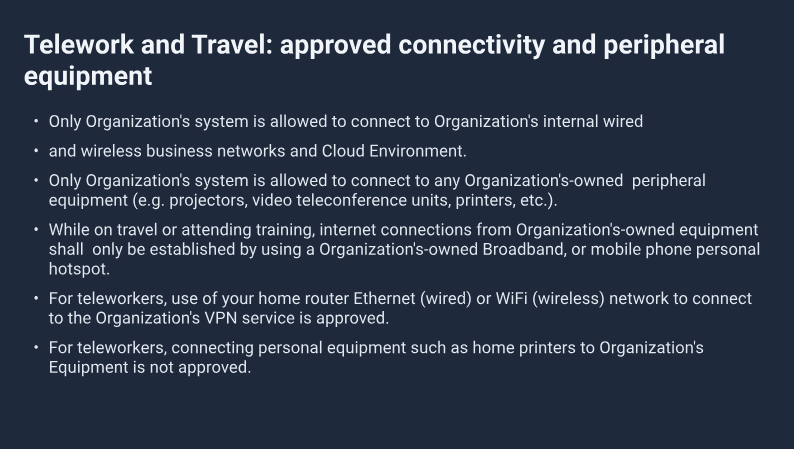 Telework and Travel: approved connectivity and peripheral
equipment
• Only Organization's system is allowed to connect to Organization's internal wired
• and wireless business networks and Cloud Environment.
• Only Organization's system is allowed to connect to any Organization's-owned  peripheral
equipment (e.g. projectors, video teleconference units, printers, etc.).
• While on travel or attending training, internet connections from Organization's-owned equipment
shall  only be established by using a Organization's-owned Broadband, or mobile phone personal
hotspot.
• For teleworkers, use of your home router Ethernet (wired) or WiFi (wireless) network to connect
to the Organization's VPN service is approved.
• For teleworkers, connecting personal equipment such as home printers to Organization's
Equipment is not approved.